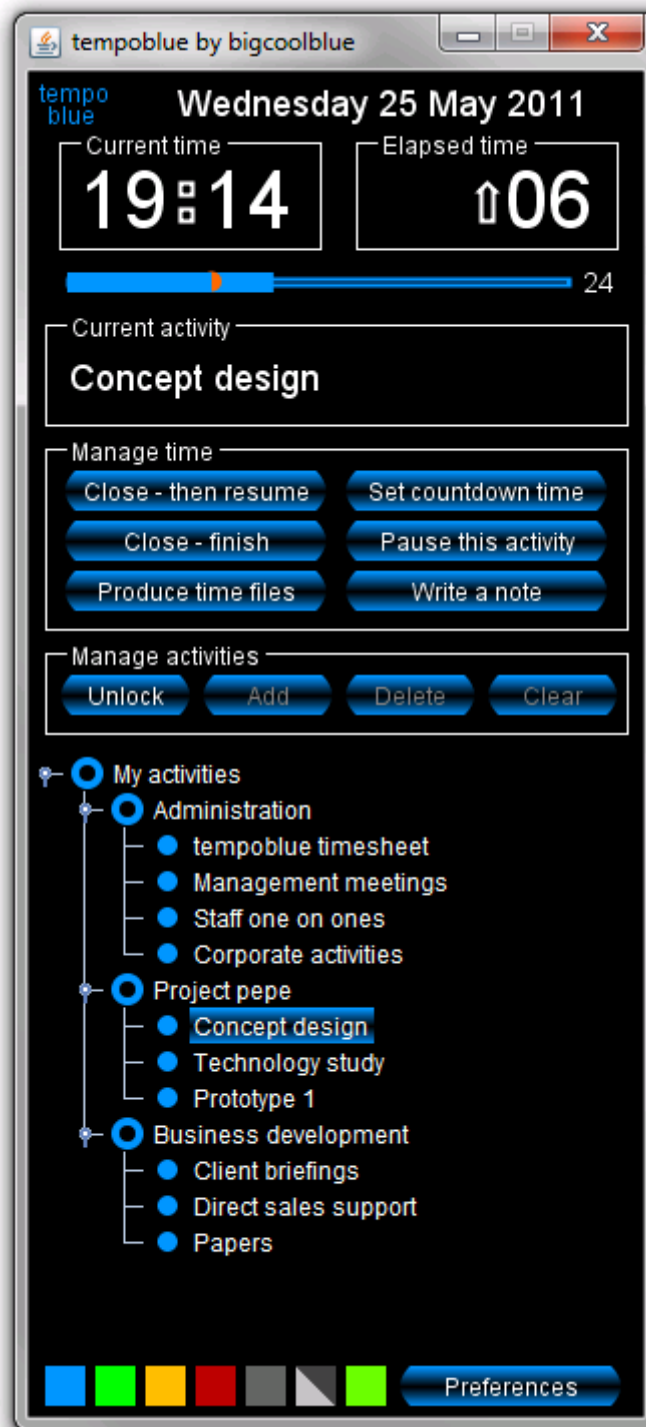 tempoblue by bigcoolblue
tempo
blue
Wednesday 25 May 2011
Current time
Elapsed time
19:14
⇧06
24
Current activity
Concept design
Manage time
Close - then resume
Set countdown time
Close - finish
Pause this activity
Produce time files
Write a note
Manage activities
Unlock
Add
Delete
Clear
My activities
Administration
tempoblue timesheet
Management meetings
Staff one on ones
Corporate activities
Project pepe
Concept design
Technology study
Prototype 1
Business development
Client briefings
Direct sales support
Papers
Preferences